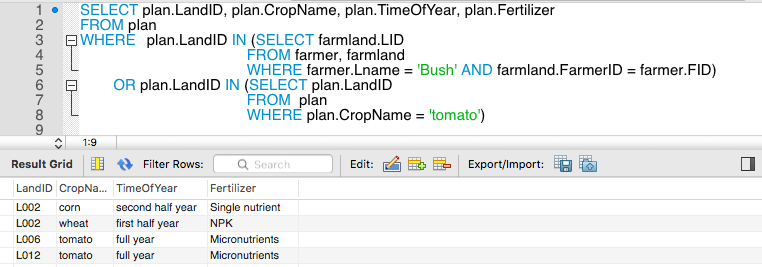 1 SELECT plan.LandID, plan.CropName, plan.TimeOfYear, plan.Fertilizer
2 FROM plan
3 WHERE plan.LandID IN (SELECT farmland.LID
4 FROM farmer, farmland
5 WHERE farmer.Lname = 'Bush' AND farmland.FarmerID = farmer.FID)
6 OR plan.LandID IN (SELECT plan.LandID
7 FROM plan
8 WHERE plan.CropName = 'tomato')
9
1:9
Result Grid Filter Rows: Search Edit: Export/Import:
LandID CropNa... TimeOfYear Fertilizer
L002 corn second half year Single nutrient
L002 wheat first half year NPK
L006 tomato full year Micronutrients
L012 tomato full year Micronutrients